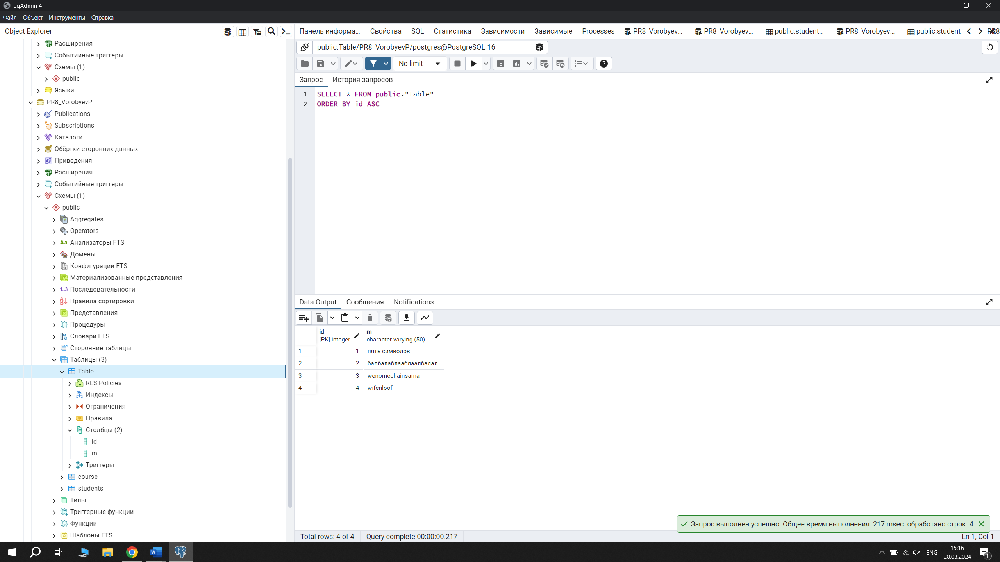 pgAdmin 4
Файл Объект Инструменты Справка
Object Explorer
Расширения
Событийные триггеры
Схемы (1)
public
Языки
PR8_VorobyevP
Publications
Subscriptions
Каталоги
Обёртки сторонних данных
Приведения
Расширения
Событийные триггеры
Схемы (1)
public
Aggregates
Operators
Aa Анализаторы FTS
Домены
Конфигурации FTS
Материализованные представления
1..3 Последовательности
Правила сортировки
Представления
Процедуры
Словари FTS
Сторонние таблицы
Таблицы (3)
Table
RLS Policies
Индексы
Ограничения
Правила
Столбцы (2)
id
m
Триггеры
course
students
Типы
Триггерные функции
Функции
Шаблоны FTS
Панель информа... Свойства SQL Статистика Зависимости Зависимые Processes PR8_Vorobyev... PR8_Vorobyev... public.student... PR8_Vorobyev... public.student
public.Table/PR8_VorobyevP/postgres@PostgreSQL 16
No limit
Запрос История запросов
1 SELECT * FROM public."Table"
2 ORDER BY id ASC
Data Output Сообщения Notifications
id m
[PK] integer character varying (50)
1 1 пять символов
2 2 балбалаблааблаалбалал
3 3 wenomechainsama
4 4 wifenloof
Запрос выполнен успешно. Общее время выполнения: 217 msec. обработано строк: 4.
Total rows: 4 of 4 Query complete 00:00:00.217 Ln 1, Col 1
ENG 15:16
28.03.2024
1